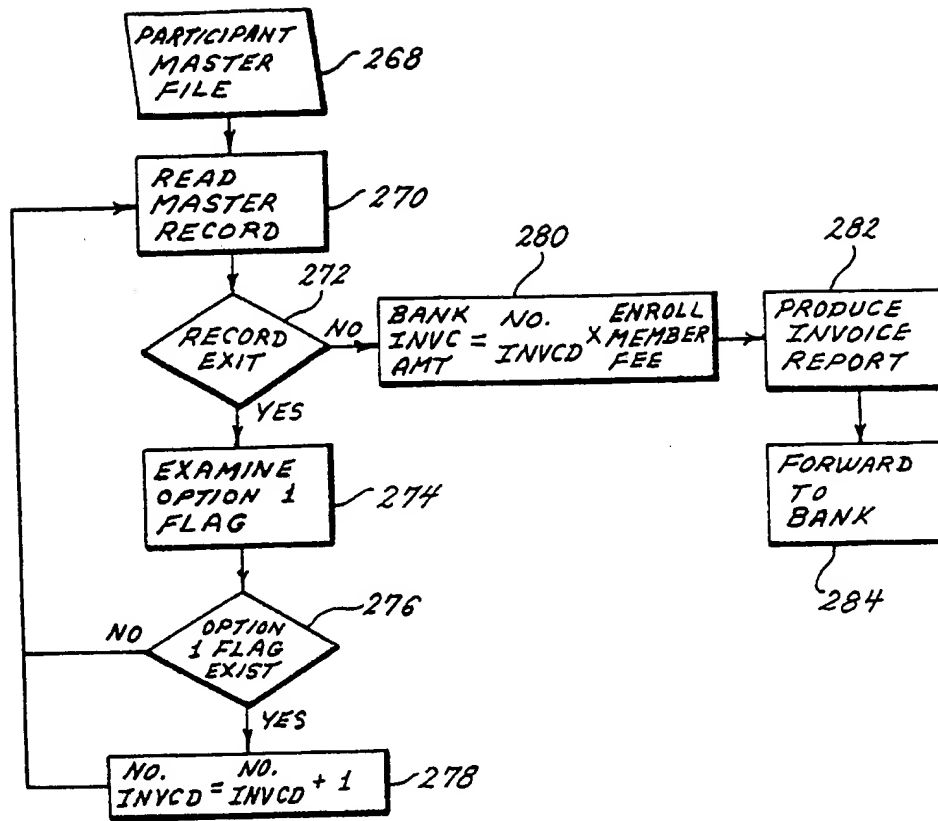 PARTICIPANT
MASTER
FILE
268
READ
MASTER
RECORD
270
272
RECORD
EXIT
NO
YES
280
BANK
INVC
AMT
=
NO.
INVCD
X
ENROLL
MEMBER
FEE
282
PRODUCE
INVOICE
REPORT
FORWARD
TO
BANK
284
EXAMINE
OPTION 1
FLAG
274
276
OPTION
1 FLAG
EXIST
NO
YES
NO. NO.
INVCD = INVCD + 1
278